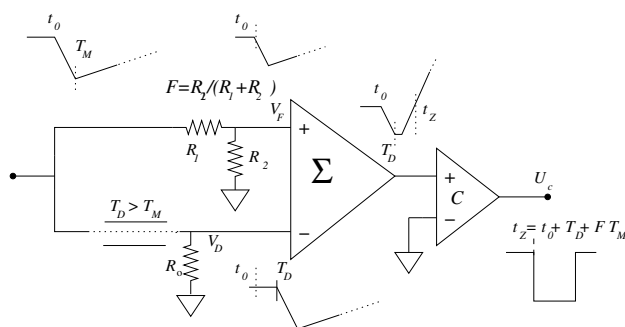 t0
TM
t0
F=R2/(R1+R2)
VF
t0
tZ
TD
+
R1
R2
Σ
+
C
−
Uc
TD > TM
−
VD
Ro
t0
TD
tZ= t0+ TD+ F TM